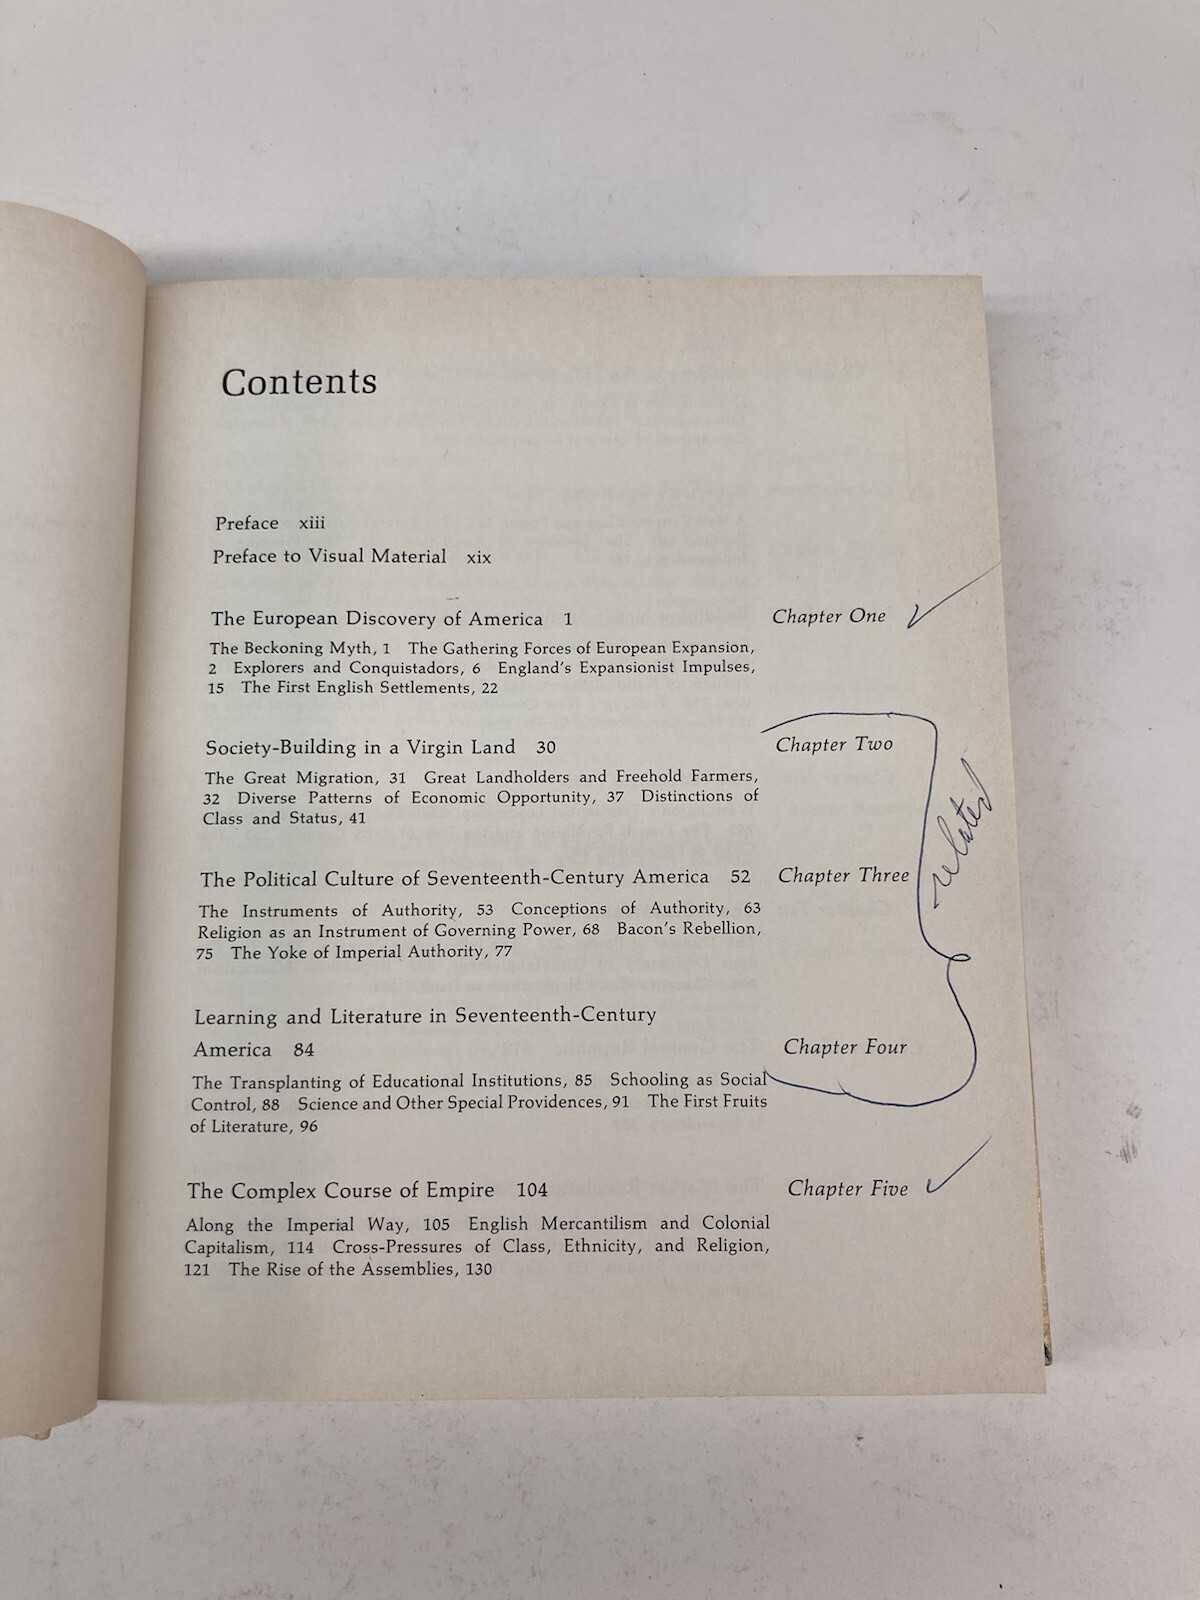 Contents
Preface xiii
Preface to Visual Material xix
The European Discovery of America 1 Chapter One
The Beckoning Myth, 1 The Gathering Forces of European Expansion,
2 Explorers and Conquistadors, 6 England's Expansionist Impulses,
15 The First English Settlements, 22
Society-Building in a Virgin Land 30 Chapter Two
The Great Migration, 31 Great Landholders and Freehold Farmers,
32 Diverse Patterns of Economic Opportunity, 37 Distinctions of
Class and Status, 41
related
The Political Culture of Seventeenth-Century America 52 Chapter Three
The Instruments of Authority, 53 Conceptions of Authority, 63
Religion as an Instrument of Governing Power, 68 Bacon's Rebellion,
75 The Yoke of Imperial Authority, 77
Learning and Literature in Seventeenth-Century
America 84 Chapter Four
The Transplanting of Educational Institutions, 85 Schooling as Social
Control, 88 Science and Other Special Providences, 91 The First Fruits
of Literature, 96
The Complex Course of Empire 104 Chapter Five
Along the Imperial Way, 105 English Mercantilism and Colonial
Capitalism, 114 Cross-Pressures of Class, Ethnicity, and Religion,
121 The Rise of the Assemblies, 130